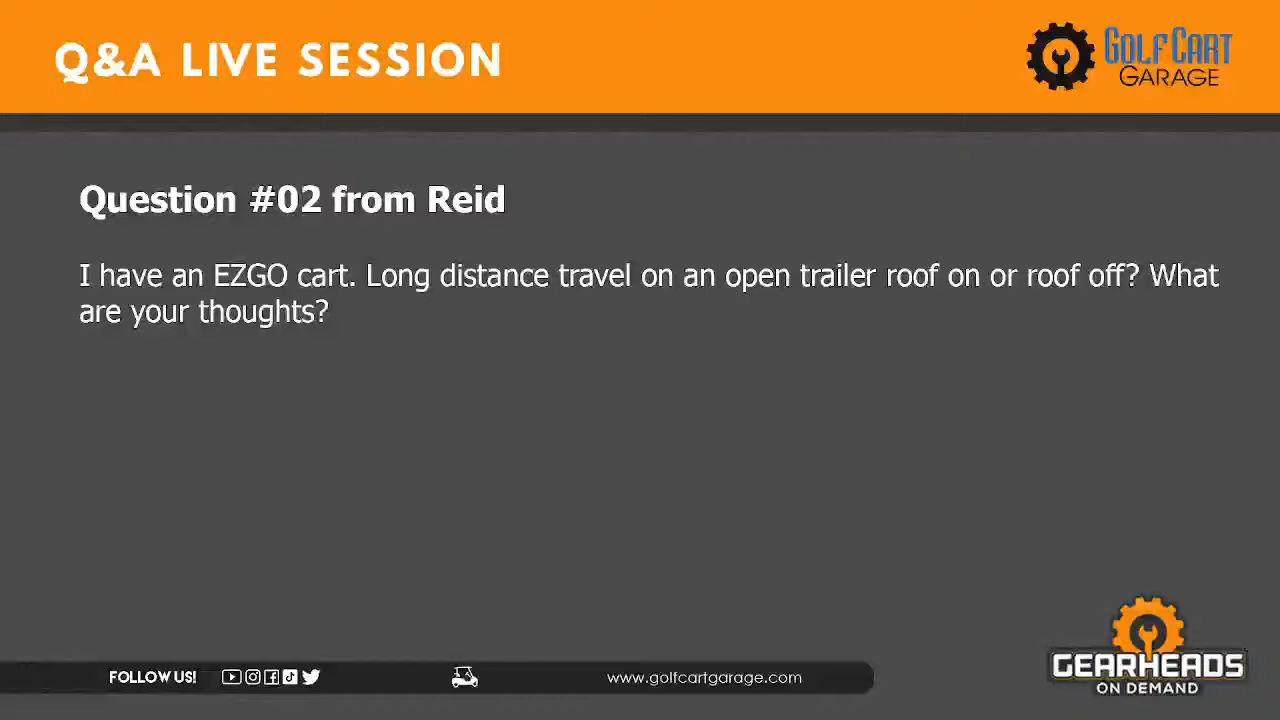 Q&A LIVE SESSION
GOLF CART
GARAGE
Question #02 from Reid
I have an EZGO cart. Long distance travel on an open trailer roof on or roof off? What
are your thoughts?
FOLLOW US!
www.golfcartgarage.com
GEARHEADS
ON DEMAND